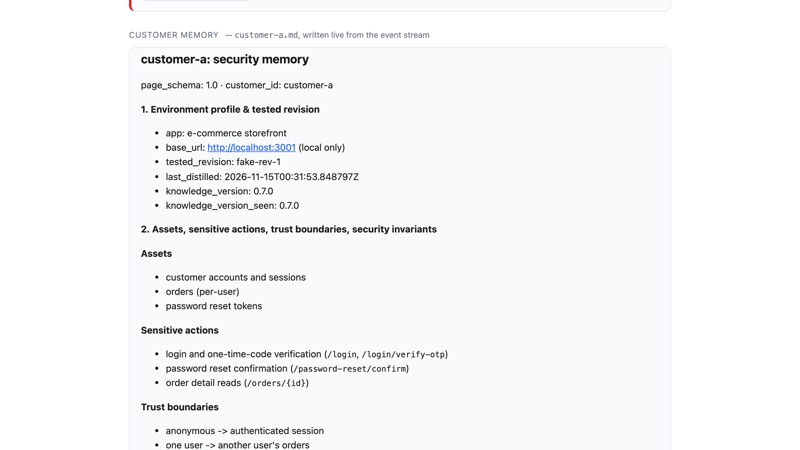 CUSTOMER MEMORY — customer-a.md, written live from the event stream
customer-a: security memory
page_schema: 1.0 · customer_id: customer-a
1. Environment profile & tested revision
• app: e-commerce storefront
• base_url: http://localhost:3001 (local only)
• tested_revision: fake-rev-1
• last_distilled: 2026-11-15T00:31:53.848797Z
• knowledge_version: 0.7.0
• knowledge_version_seen: 0.7.0
2. Assets, sensitive actions, trust boundaries, security invariants
Assets
• customer accounts and sessions
• orders (per-user)
• password reset tokens
Sensitive actions
• login and one-time-code verification (/login, /login/verify-otp)
• password reset confirmation (/password-reset/confirm)
• order detail reads (/orders/{id})
Trust boundaries
• anonymous -> authenticated session
• one user -> another user's orders